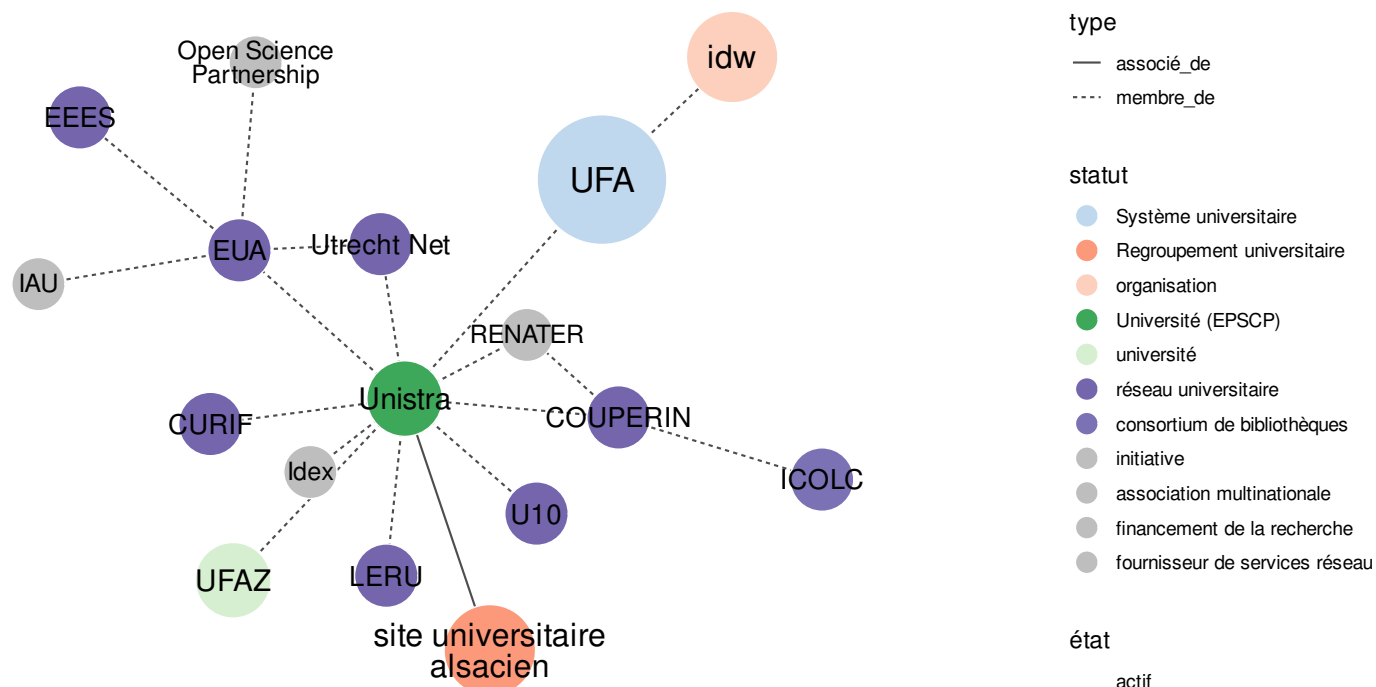 Open Science
Partnership
idw
EEES
UFA
EUA
Utrecht Net
IAU
RENATER
Unistra
CURIF
COUPERIN
Idex
ICOLC
U10
UFAZ
LERU
site universitaire
alsacien
type
associé_de
membre_de
statut
Système universitaire
Regroupement universitaire
organisation
Université (EPSCP)
université
réseau universitaire
consortium de bibliothèques
initiative
association multinationale
financement de la recherche
fournisseur de services réseau
état
actif